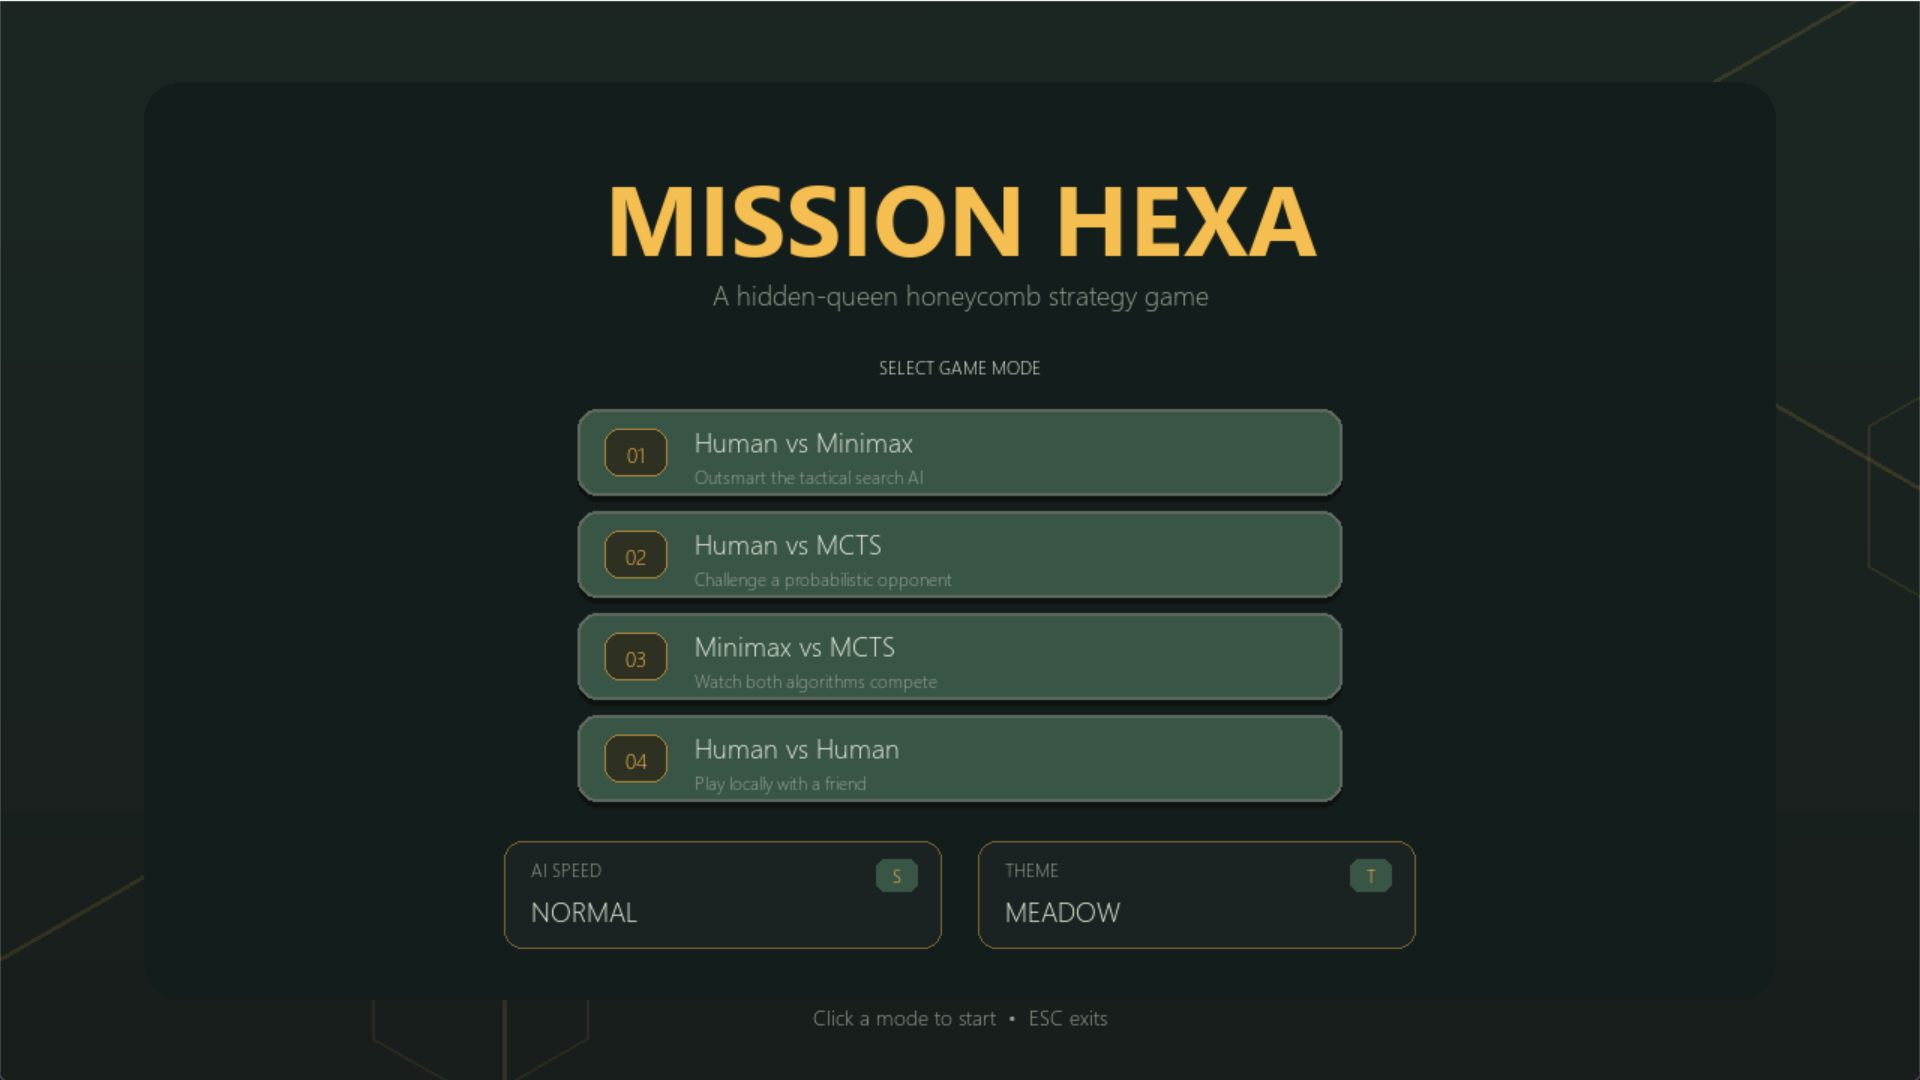 MISSION HEXA
A hidden-queen honeycomb strategy game
SELECT GAME MODE
01
Human vs Minimax
Outsmart the tactical search AI
02
Human vs MCTS
Challenge a probabilistic opponent
03
Minimax vs MCTS
Watch both algorithms compete
04
Human vs Human
Play locally with a friend
AI SPEED
S
NORMAL
THEME
T
MEADOW
Click a mode to start • ESC exits